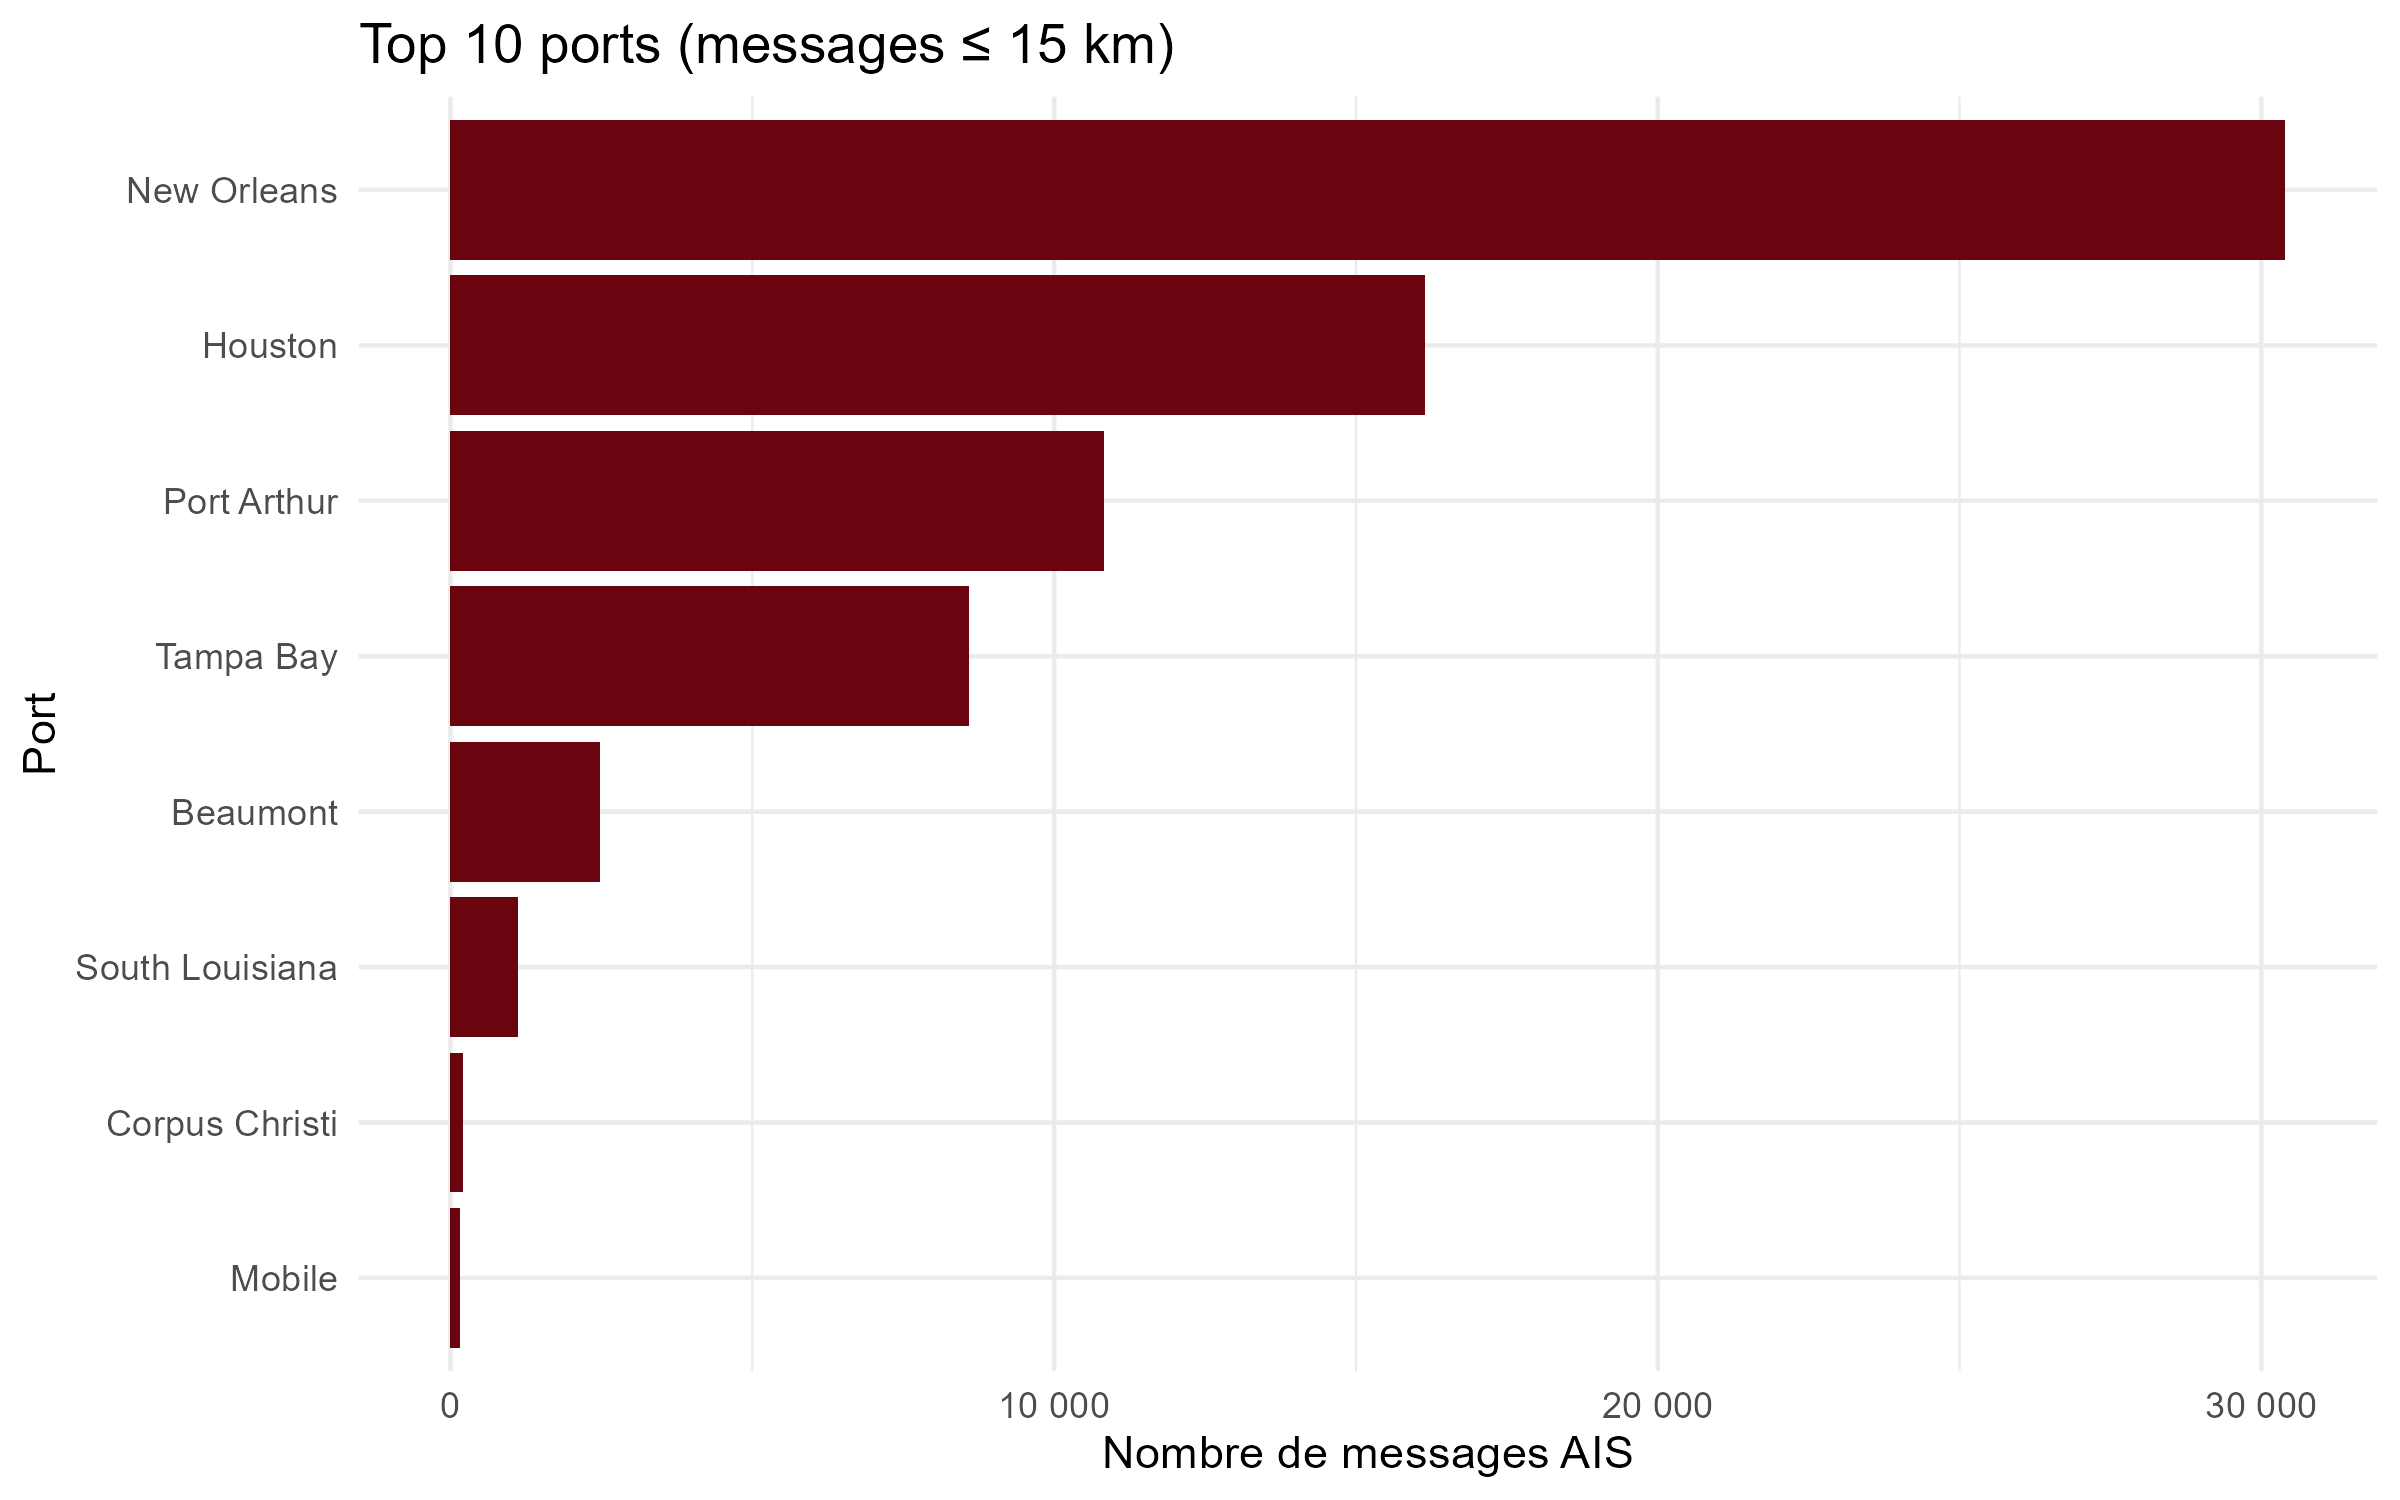 Top 10 ports (messages ≤ 15 km)
New Orleans
Houston
Port Arthur
Tampa Bay
Beaumont
South Louisiana
Corpus Christi
Mobile
Port
0 10 000 20 000 30 000
Nombre de messages AIS